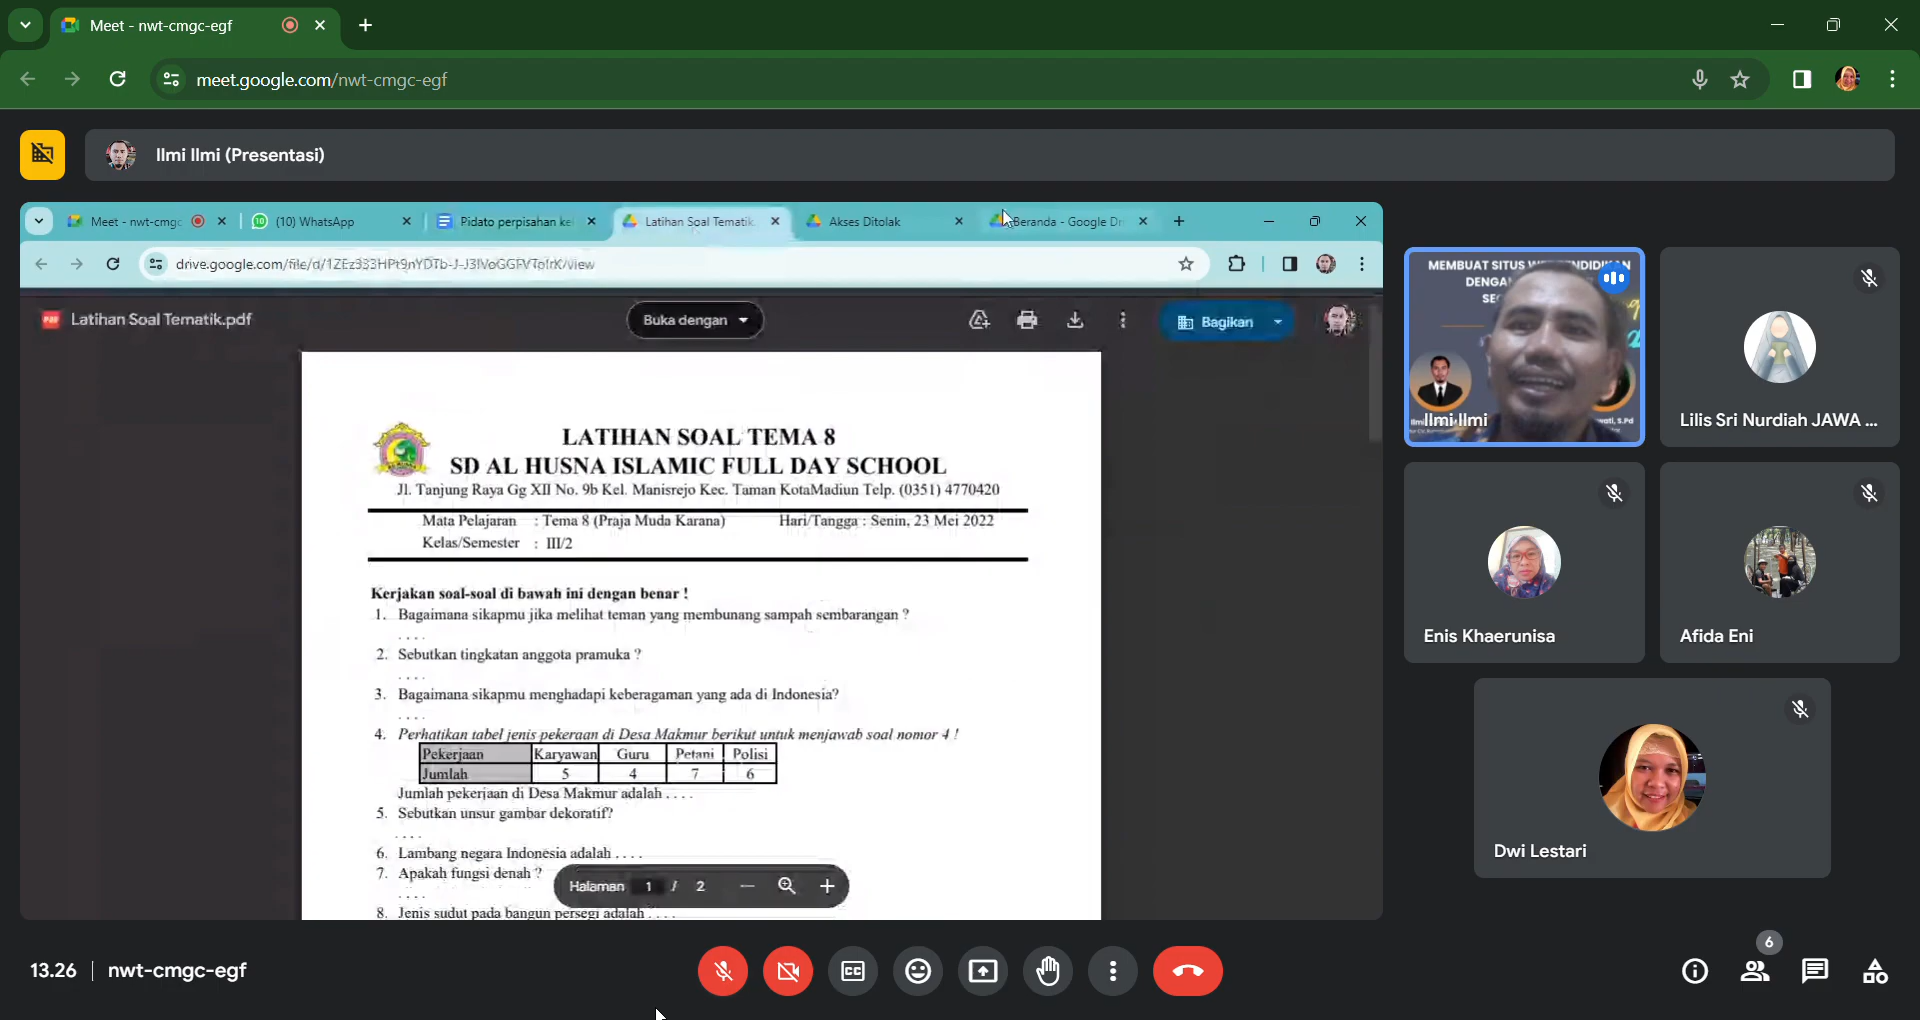 Meet - nwt-cmgc-egf
meet.google.com/nwt-cmgc-egf
Ilmi Ilmi (Presentasi)
Meet - nwt-cmgc
(10) WhatsApp
Pidato perpisahan ke
Latihan Soal Tematik.
Akses Ditolak
Beranda - Google Dr
Latihan Soal Tematik.pdf
Buka dengan
Bagikan
LATIHAN SOAL TEMA 8
SD AL HUSNA ISLAMIC FULL DAY SCHOOL
Jl. Tanjung Raya Gg XII No. 9b Kel. Manisrejo Kec. Taman KotaMadiun Telp. (0351) 4770420
Mata Pelajaran : Tema 8 (Praja Muda Karana) Hari/Tangga : Senin, 23 Mei 2022
Kelas/Semester : III/2
Kerjakan soal-soal di bawah ini dengan benar !
1. Bagaimana sikapmu jika melihat teman yang membunang sampah sembarangan ?
. . . .
2. Sebutkan tingkatan anggota pramuka ?
. . . .
3. Bagaimana sikapmu menghadapi keberagaman yang ada di Indonesia?
. . . .
4. Perhatikan tabel jenis pekeraan di Desa Makmur berikut untuk menjawab soal nomor 4 !
Pekerjaan Karyawan Guru Petani Polisi
Jumlah 5 4 7 6
Jumlah pekerjaan di Desa Makmur adalah . . . .
5. Sebutkan unsur gambar dekoratif?
. . . .
6. Lambang negara Indonesia adalah . . . .
7. Apakah fungsi denah ?
. . . .
8. Jenis sudut pada bangun persegi adalah . . . .
Halaman 1 / 2
MEMBUAT SITUS
DENGA
Ilmi Ilmi
Lilis Sri Nurdiah JAWA ...
Enis Khaerunisa
Afida Eni
Dwi Lestari
13.26 | nwt-cmgc-egf
6